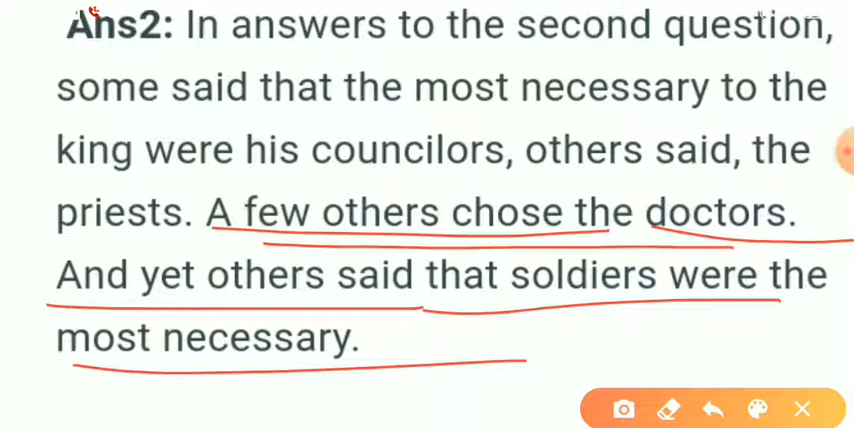 Ans2: In answers to the second question,
some said that the most necessary to the
king were his councilors, others said, the
priests. A few others chose the doctors.
And yet others said that soldiers were the
most necessary.